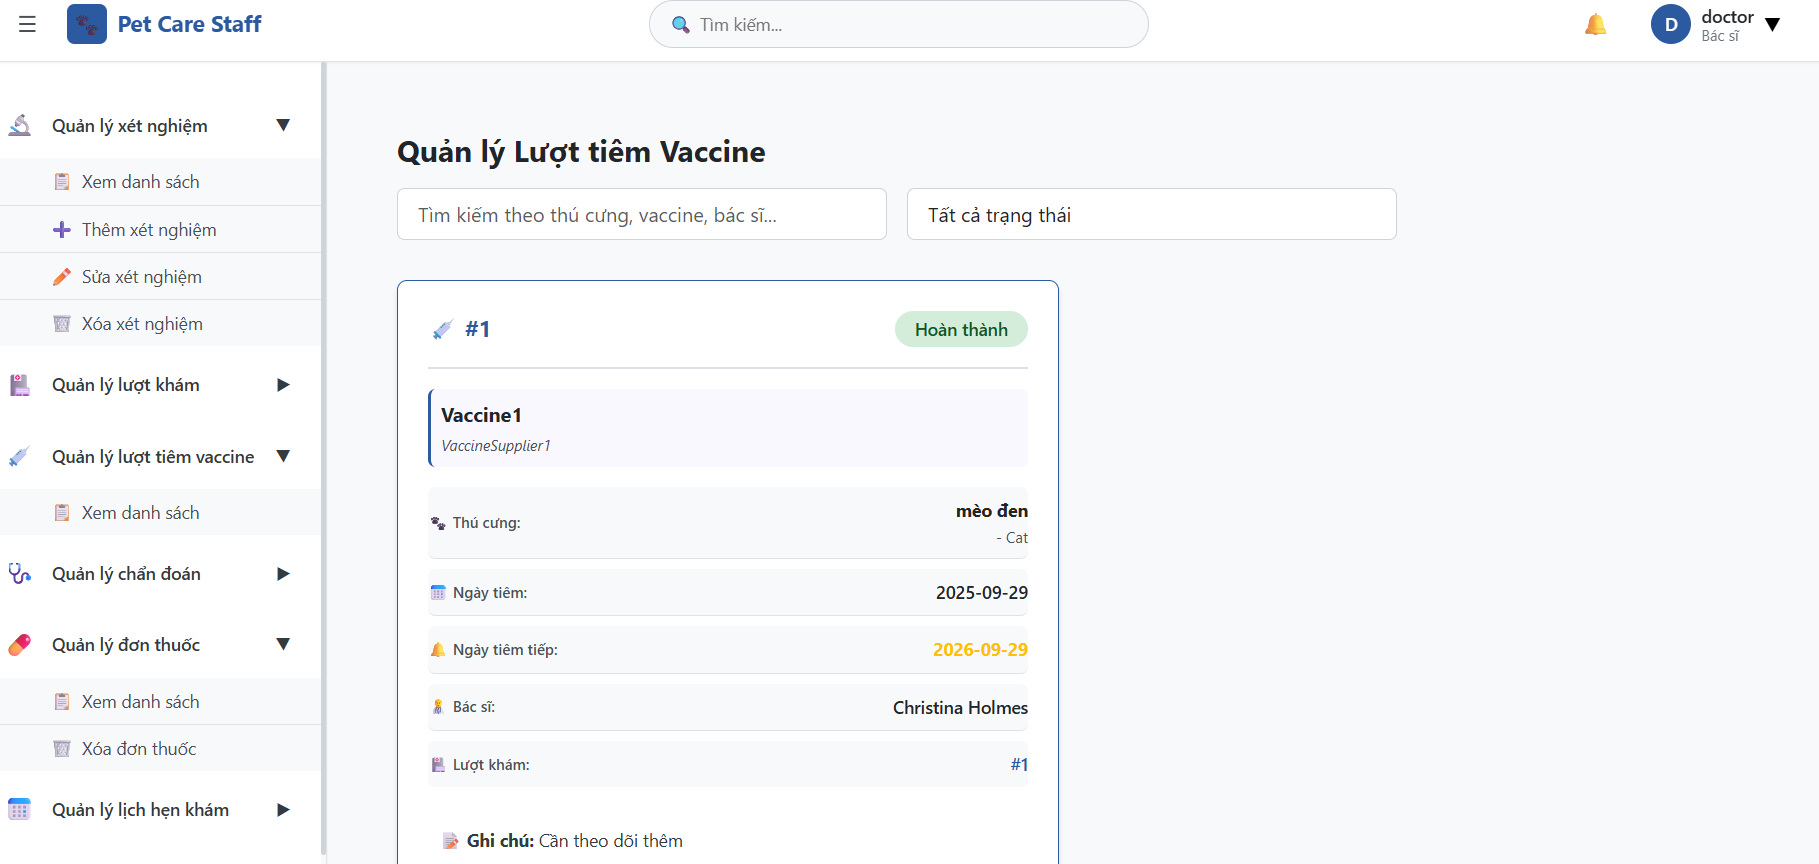 Pet Care Staff
Tìm kiếm...
D
doctor
Bác sĩ
Quản lý xét nghiệm
Xem danh sách
Thêm xét nghiệm
Sửa xét nghiệm
Xóa xét nghiệm
Quản lý lượt khám
Quản lý lượt tiêm vaccine
Xem danh sách
Quản lý chẩn đoán
Quản lý đơn thuốc
Xem danh sách
Xóa đơn thuốc
Quản lý lịch hẹn khám
Quản lý Lượt tiêm Vaccine
Tìm kiếm theo thú cưng, vaccine, bác sĩ...
Tất cả trạng thái
#1
Hoàn thành
Vaccine1
VaccineSupplier1
Thú cưng:
mèo đen
- Cat
Ngày tiêm:
2025-09-29
Ngày tiêm tiếp:
2026-09-29
Bác sĩ:
Christina Holmes
Lượt khám:
#1
Ghi chú: Cần theo dõi thêm